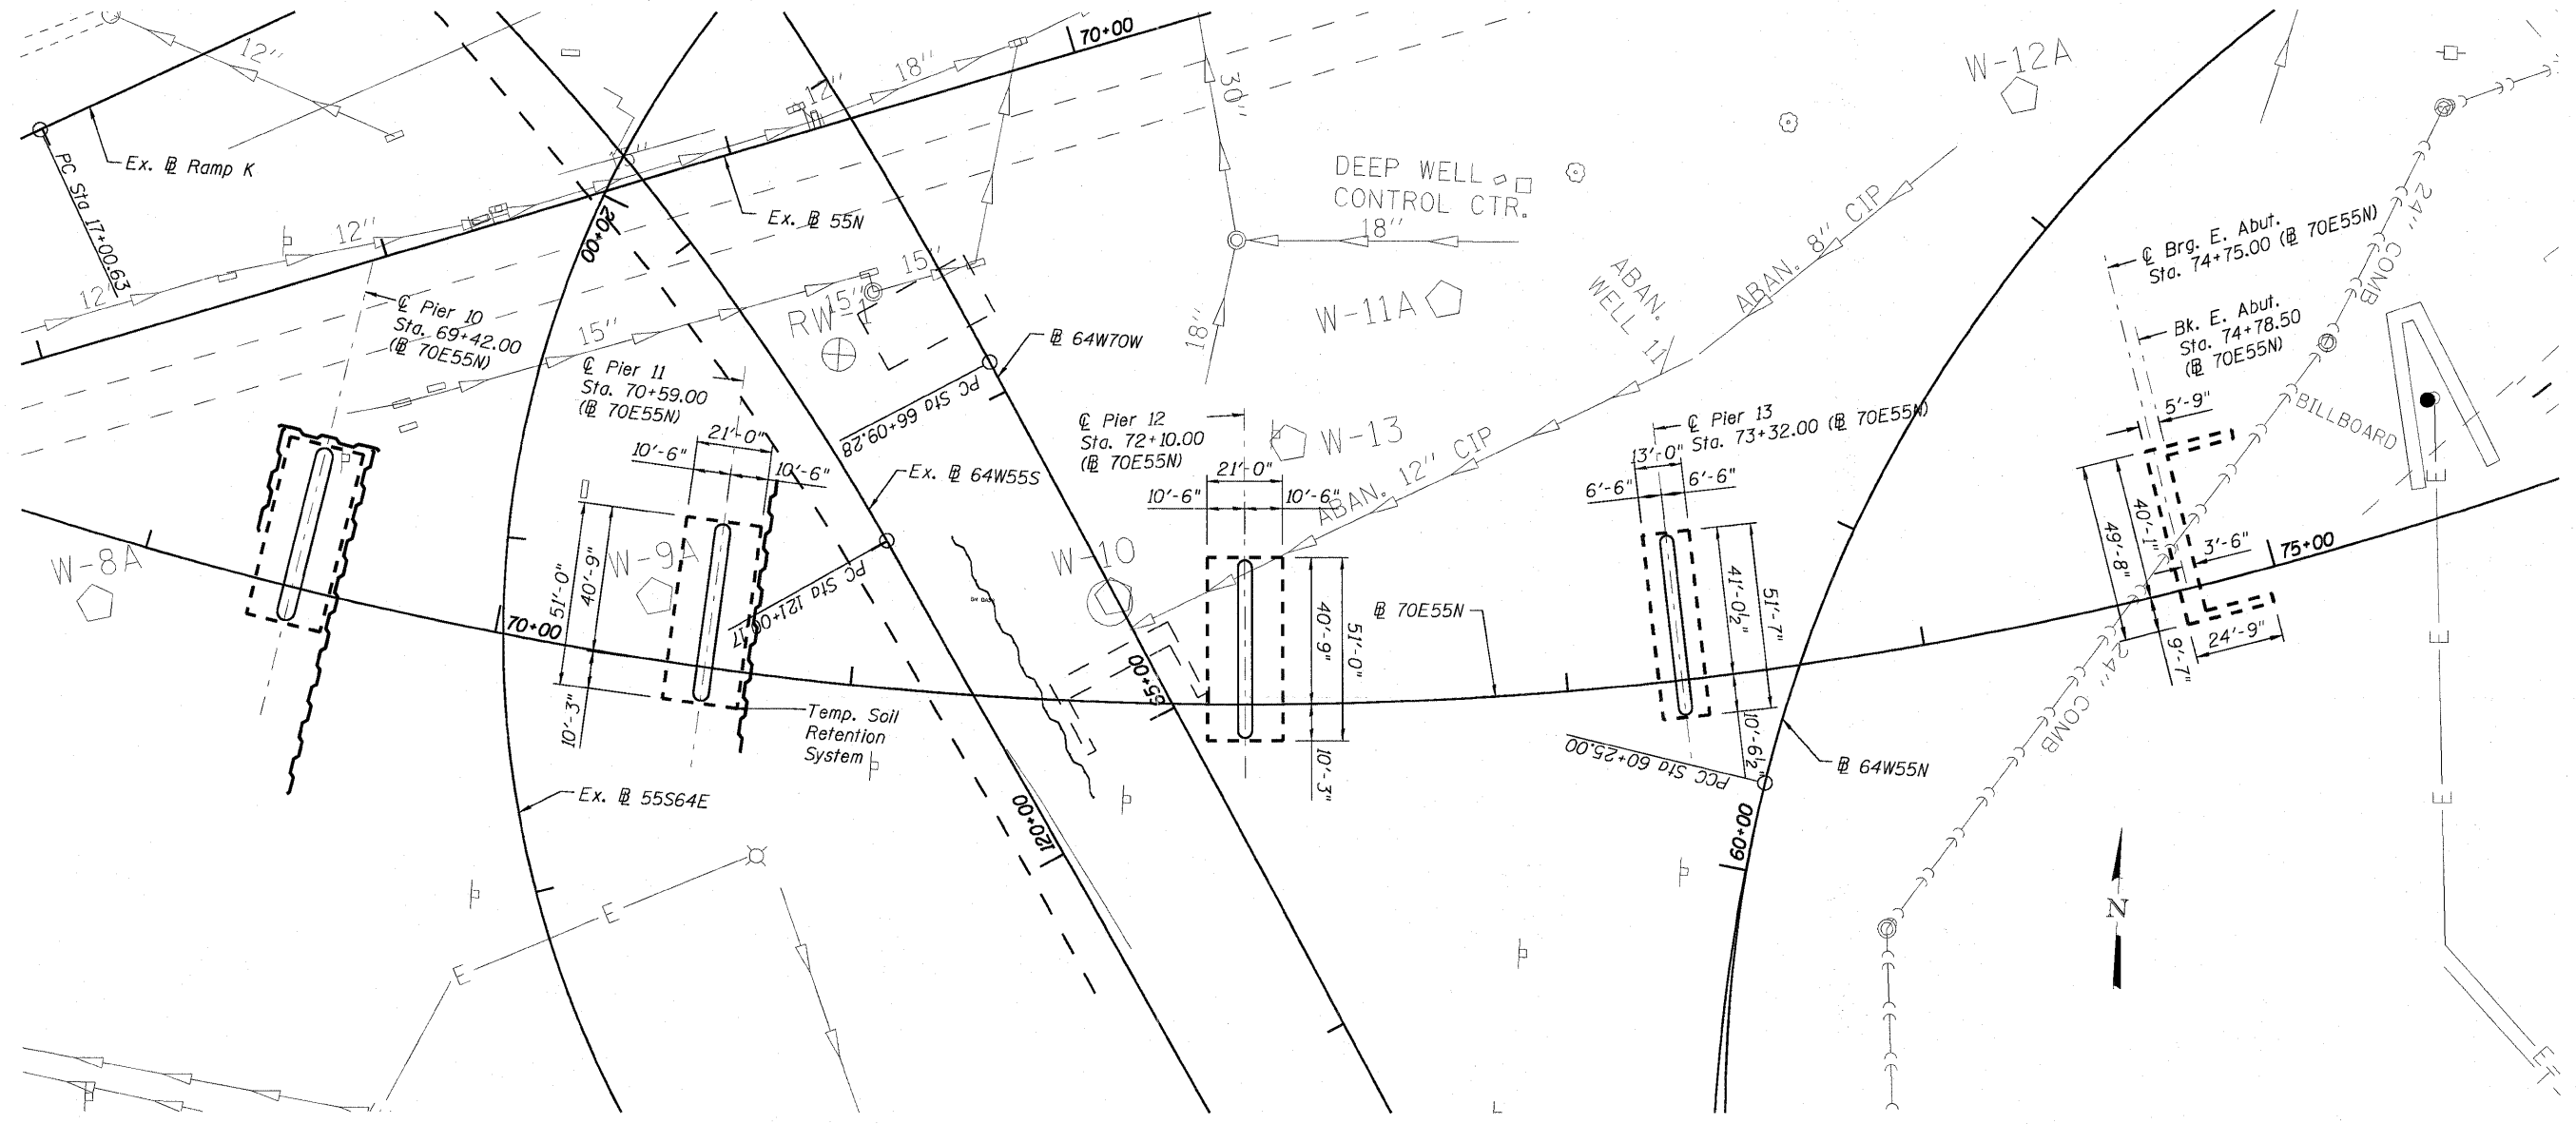 12"
Ex. ℄ Ramp K
PC Sta 17+00.63
12"
12"
18"
12"
70+00
Ex. ℄ 55N
20+00
30"
W-12A
DEEP WELL
CONTROL CTR.
18"
18"
W-11A
ABAN.
WELL 11
ABAN. 8" CIP
24" COMB
℄ Brg. E. Abut.
Sta. 74+75.00 (℄ 70E55N)
Bk. E. Abut.
Sta. 74+78.50
(℄ 70E55N)
BILLBOARD
℄ Pier 10
Sta. 69+42.00
(℄ 70E55N)
15"
15"
15"
RW-1
℄ 64W70W
PC Sta 66+09.28
℄ Pier 11
Sta. 70+59.00
(℄ 70E55N)
21'-0"
10'-6"
10'-6"
Ex. ℄ 64W55S
℄ Pier 12
Sta. 72+10.00
(℄ 70E55N)
21'-0"
10'-6"
10'-6"
W-13
ABAN. 12" CIP
℄ Pier 13
Sta. 73+32.00 (℄ 70E55N)
13'-0"
6'-6"
6'-6"
5'-9"
40'-1"
49'-8"
3'-6"
9'-7"
24'-9"
75+00
W-8A
W-9A
W-10
70+00
51'-0"
40'-9"
10'-3"
PC Sta 121+00.17
Temp. Soil
Retention
System
65+00
40'-9"
51'-0"
10'-3"
℄ 70E55N
41'-0½"
51'-7"
10'-6½"
PCC Sta 60+25.00
℄ 64W55N
60+00
24" COMB
Ex. ℄ 55S64E
120+00
N
E
E
E
E
E
E
E
T